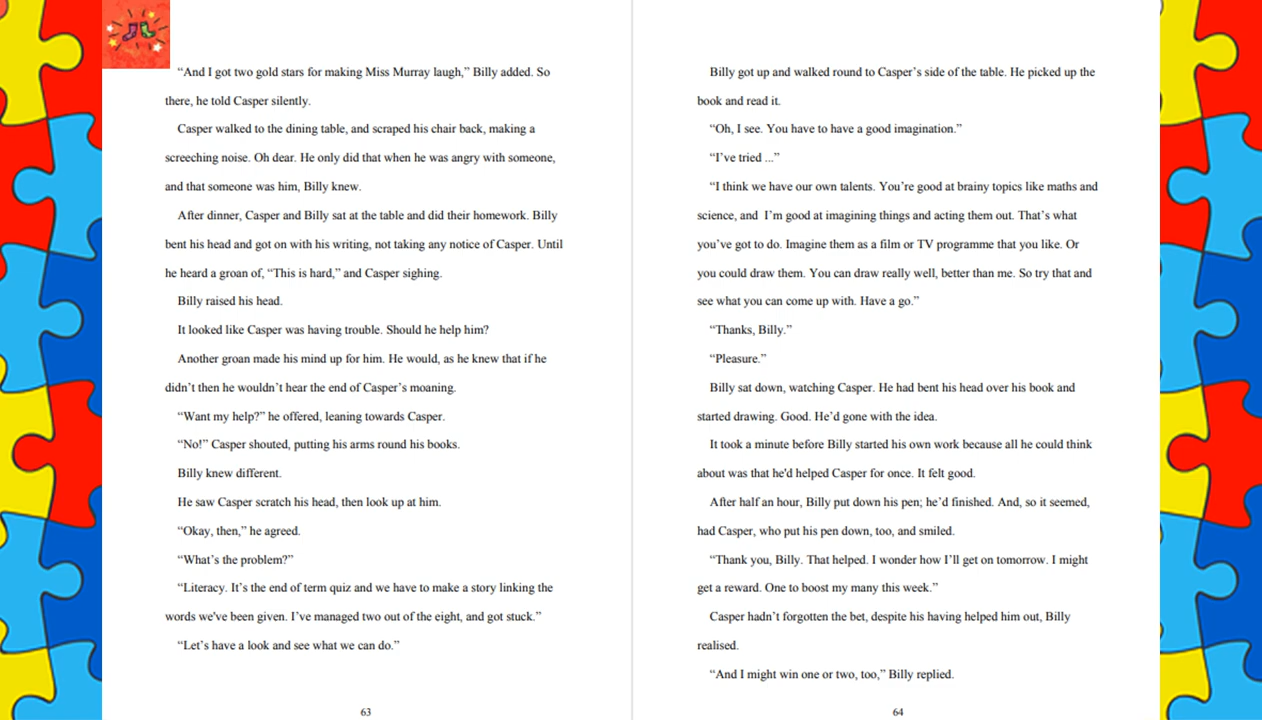 “And I got two gold stars for making Miss Murray laugh,” Billy added. So
there, he told Casper silently.
Casper walked to the dining table, and scraped his chair back, making a
screeching noise. Oh dear. He only did that when he was angry with someone,
and that someone was him, Billy knew.
After dinner, Casper and Billy sat at the table and did their homework. Billy
bent his head and got on with his writing, not taking any notice of Casper. Until
he heard a groan of, “This is hard,” and Casper sighing.
Billy raised his head.
It looked like Casper was having trouble. Should he help him?
Another groan made his mind up for him. He would, as he knew that if he
didn’t then he wouldn’t hear the end of Casper’s moaning.
“Want my help?” he offered, leaning towards Casper.
“No!” Casper shouted, putting his arms round his books.
Billy knew different.
He saw Casper scratch his head, then look up at him.
“Okay, then,” he agreed.
“What’s the problem?”
“Literacy. It’s the end of term quiz and we have to make a story linking the
words we've been given. I’ve managed two out of the eight, and got stuck.”
“Let’s have a look and see what we can do.”
63
Billy got up and walked round to Casper’s side of the table. He picked up the
book and read it.
“Oh, I see. You have to have a good imagination.”
“I’ve tried ...”
“I think we have our own talents. You’re good at brainy topics like maths and
science, and  I’m good at imagining things and acting them out. That’s what
you’ve got to do. Imagine them as a film or TV programme that you like. Or
you could draw them. You can draw really well, better than me. So try that and
see what you can come up with. Have a go.”
“Thanks, Billy.”
“Pleasure.”
Billy sat down, watching Casper. He had bent his head over his book and
started drawing. Good. He’d gone with the idea.
It took a minute before Billy started his own work because all he could think
about was that he'd helped Casper for once. It felt good.
After half an hour, Billy put down his pen; he’d finished. And, so it seemed,
had Casper, who put his pen down, too, and smiled.
“Thank you, Billy. That helped. I wonder how I’ll get on tomorrow. I might
get a reward. One to boost my many this week.”
Casper hadn’t forgotten the bet, despite his having helped him out, Billy
realised.
“And I might win one or two, too,” Billy replied.
64